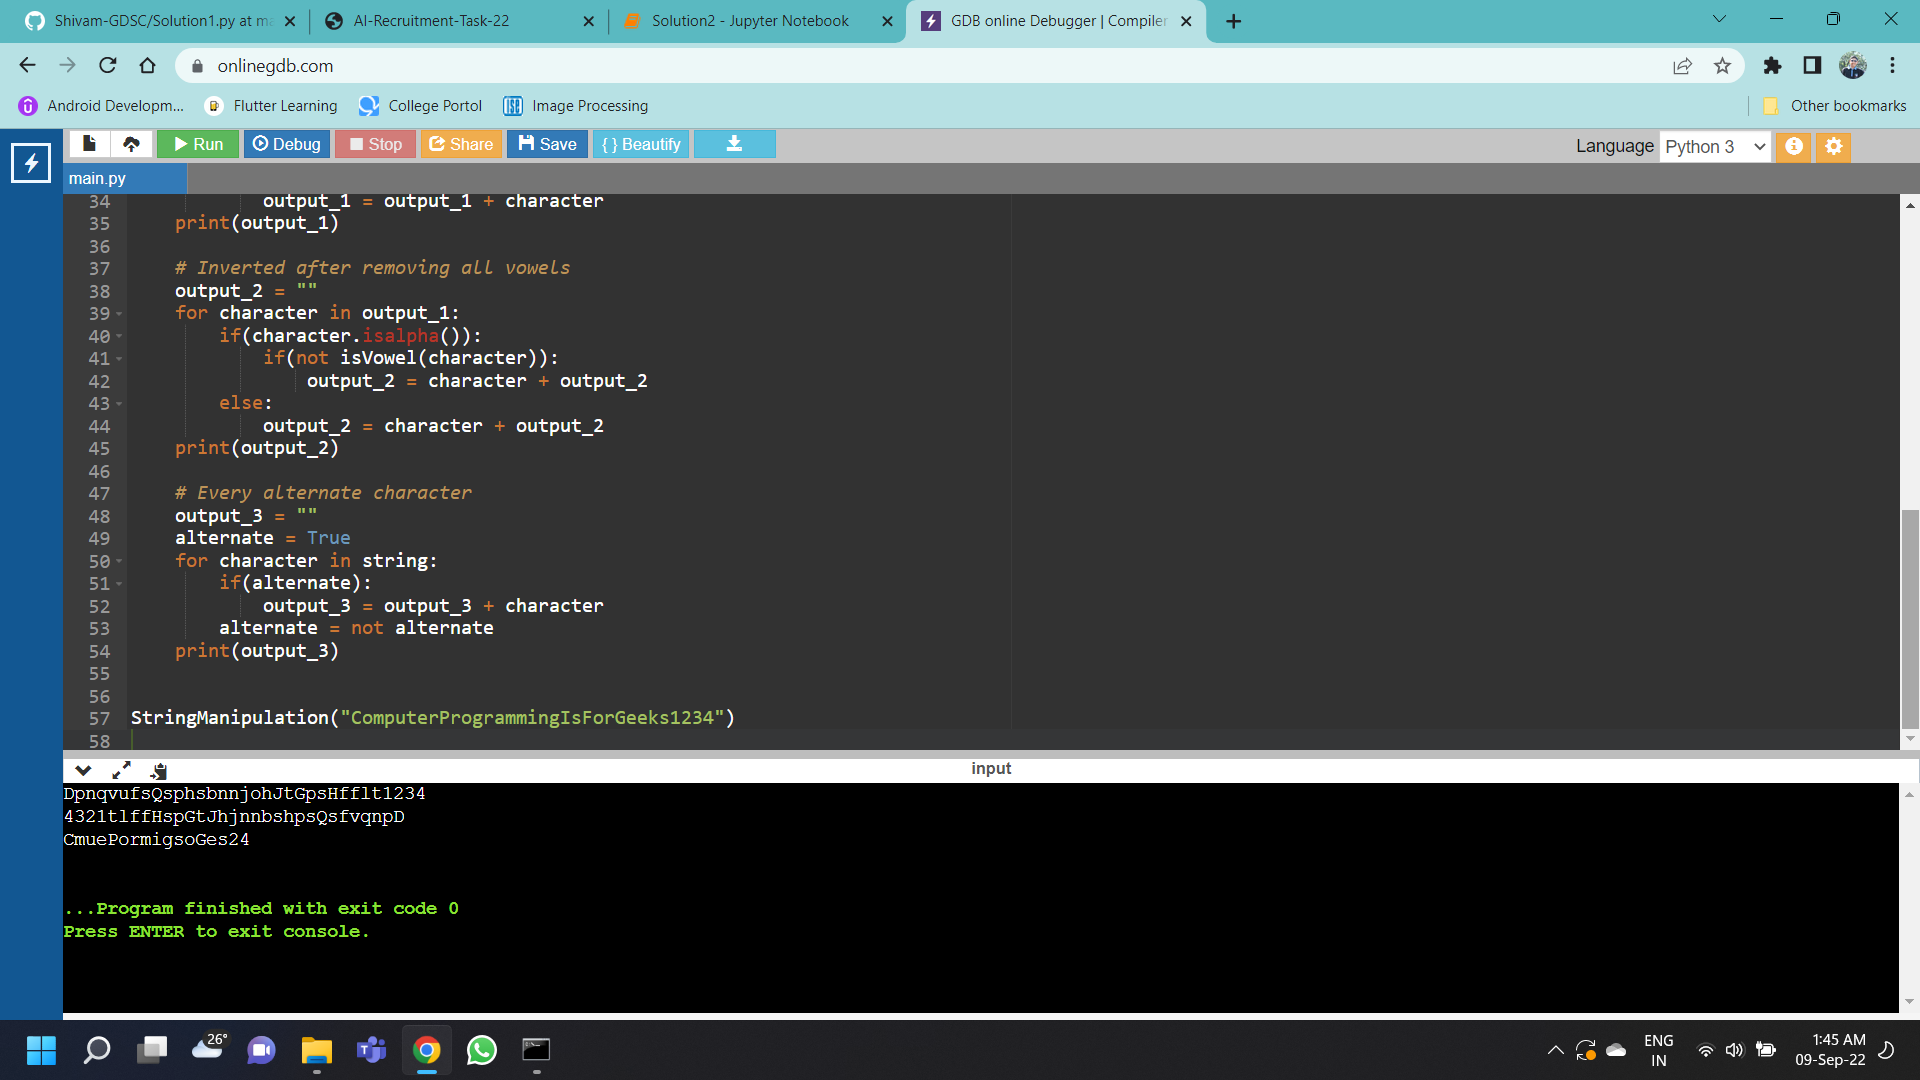 Shivam-GDSC/Solution1.py at ma
AI-Recruitment-Task-22
Solution2 - Jupyter Notebook
GDB online Debugger | Compiler
onlinegdb.com
Android Developm...
Flutter Learning
College Portol
Image Processing
Other bookmarks
Run
Debug
Stop
Share
Save
{ } Beautify
Language
Python 3
main.py
34 output_1 = output_1 + character
35 print(output_1)
36
37 # Inverted after removing all vowels
38 output_2 = ""
39 for character in output_1:
40 if(character.isalpha()):
41 if(not isVowel(character)):
42 output_2 = character + output_2
43 else:
44 output_2 = character + output_2
45 print(output_2)
46
47 # Every alternate character
48 output_3 = ""
49 alternate = True
50 for character in string:
51 if(alternate):
52 output_3 = output_3 + character
53 alternate = not alternate
54 print(output_3)
55
56
57 StringManipulation("ComputerProgrammingIsForGeeks1234")
58
input
DpnqvufsQsphsbnnjohJtGpsHfflt1234
4321tlffHspGtJhjnnbshpsQsfvqnpD
CmuePormigsoGes24
...Program finished with exit code 0
Press ENTER to exit console.
26°
ENG
IN
1:45 AM
09-Sep-22